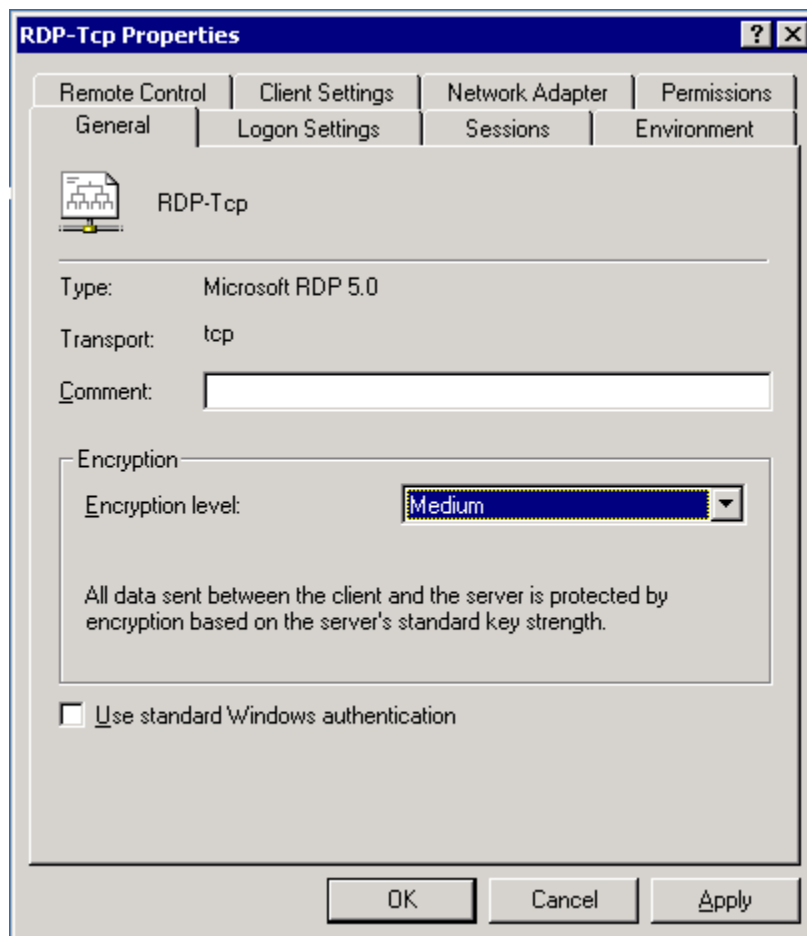 RDP-Tcp Properties
Remote Control Client Settings Network Adapter Permissions
General Logon Settings Sessions Environment
RDP-Tcp
Type: Microsoft RDP 5.0
Transport: tcp
Comment:
Encryption
Encryption level: Medium
All data sent between the client and the server is protected by
encryption based on the server's standard key strength.
Use standard Windows authentication
OK Cancel Apply